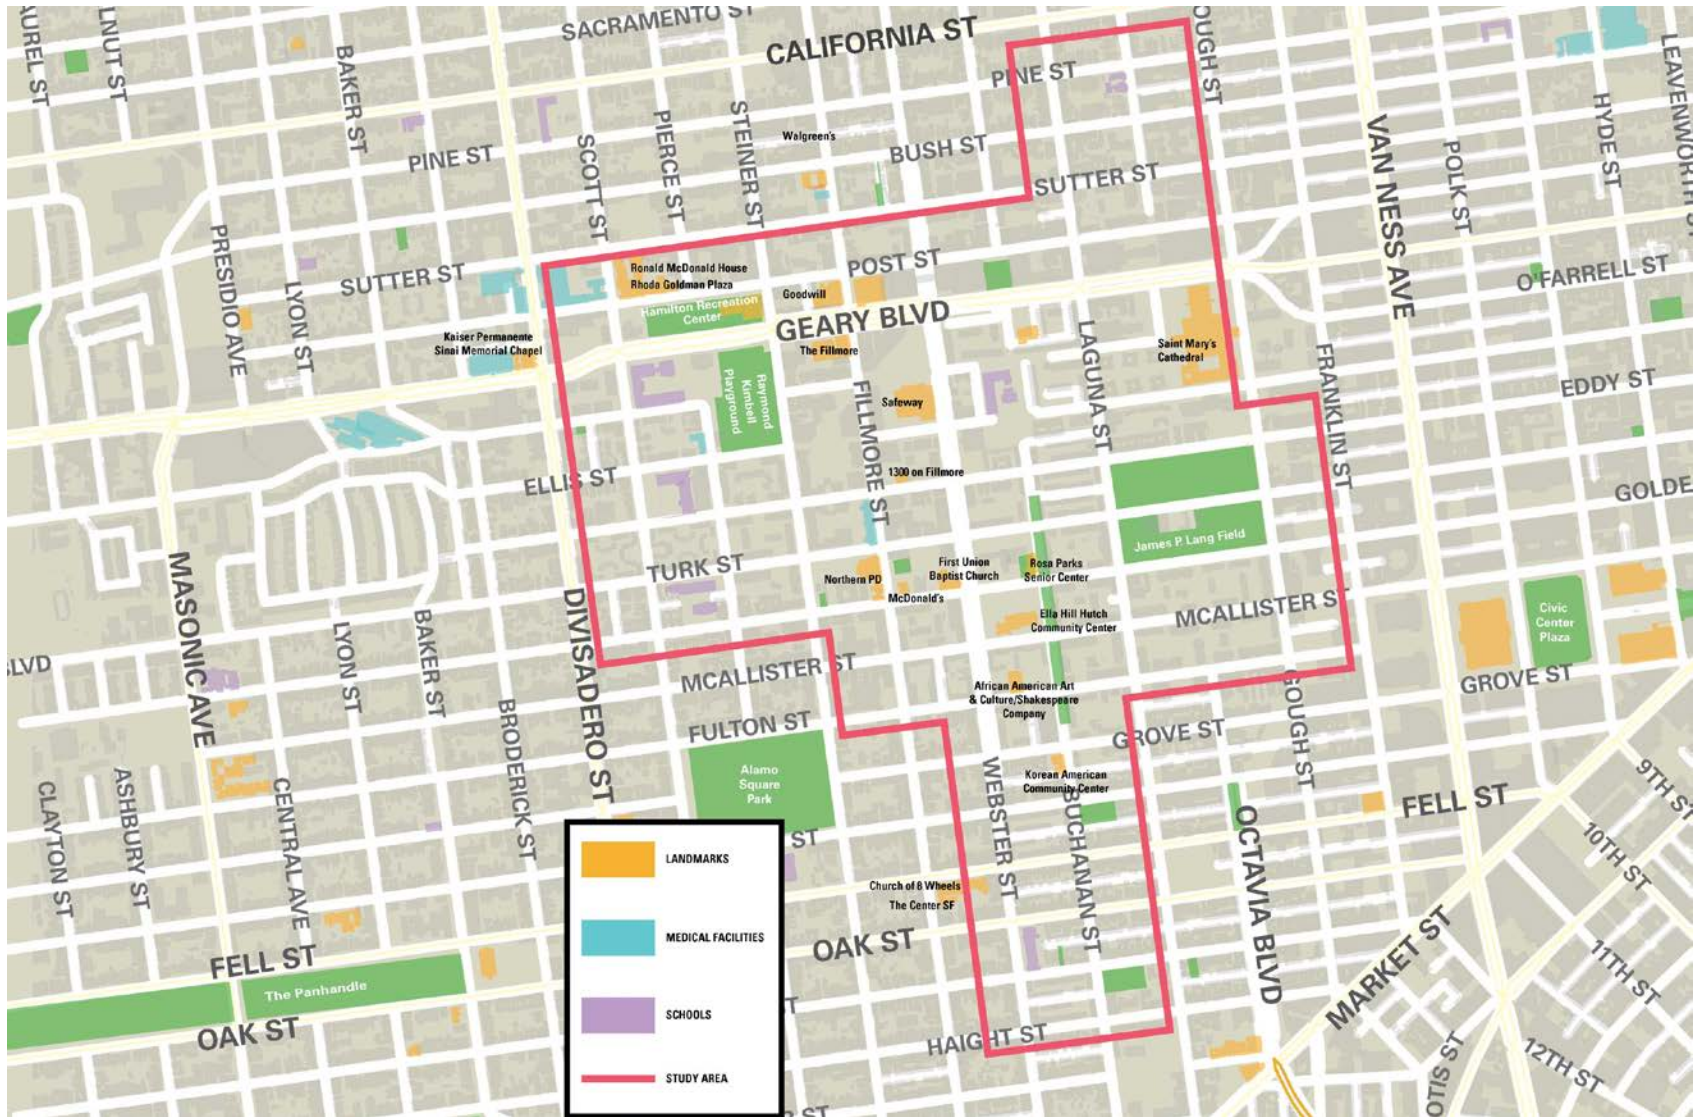 SACRAMENTO ST
CALIFORNIA ST
AUREL ST
LNUT ST
BAKER ST
PINE ST
OUGH ST
LEAVENWORTH ST
HYDE ST
POLK ST
VAN NESS AVE
STEINER ST
PIERCE ST
SCOTT ST
Walgreen's
BUSH ST
PINE ST
SUTTER ST
PRESIDIO AVE
LYON ST
SUTTER ST
POST ST
O'FARRELL ST
Ronald McDonald House
Rhoda Goldman Plaza
Hamilton Recreation
Center
Goodwill
GEARY BLVD
Kaiser Permanente
Sinai Memorial Chapel
The Fillmore
Saint Mary's
Cathedral
LAGUNA ST
FRANKLIN ST
EDDY ST
Raymond
Kimbell
Playground
FILLMORE ST
Safeway
1300 on Fillmore
ELLIS ST
GOLDE
James P. Lang Field
TURK ST
Northern PD
First Union
Baptist Church
McDonald's
Rosa Parks
Senior Center
Ella Hill Hutch
Community Center
MCALLISTER ST
Civic
Center
Plaza
MASONIC AVE
DIVISADERO ST
LYON ST
BAKER ST
BLVD
MCALLISTER ST
African American Art
& Culture/Shakespeare
Company
GROVE ST
GOUGH ST
FULTON ST
GROVE ST
BRODERICK ST
Alamo
Square
Park
Korean American
Community Center
CLAYTON ST
ASHBURY ST
CENTRAL AVE
WEBSTER ST
BUCHANAN ST
OCTAVIA BLVD
FELL ST
9TH ST
10TH ST
11TH ST
12TH ST
ST
Church of 8 Wheels
The Center SF
OAK ST
MARKET ST
FELL ST
The Panhandle
OAK ST
HAIGHT ST
OTIS ST
ST
ST
LANDMARKS
MEDICAL FACILITIES
SCHOOLS
STUDY AREA